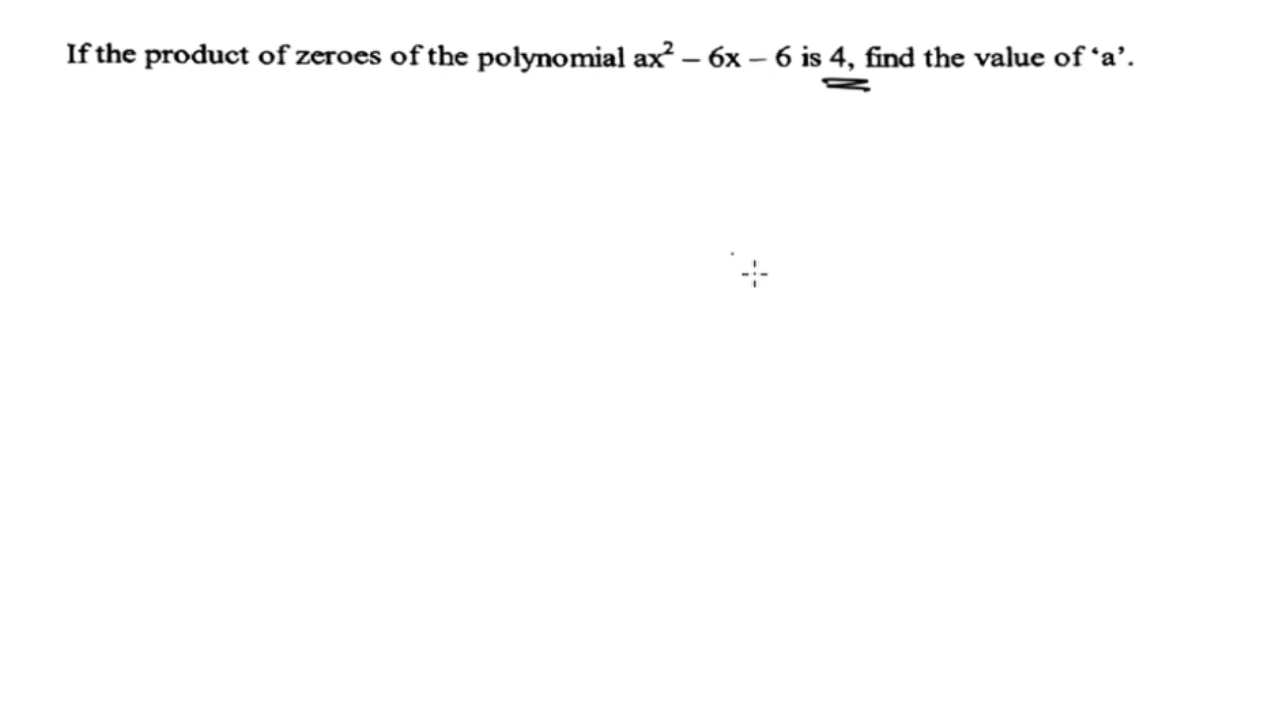 If the product of zeroes of the polynomial ax² – 6x – 6 is 4, find the value of ‘a’.